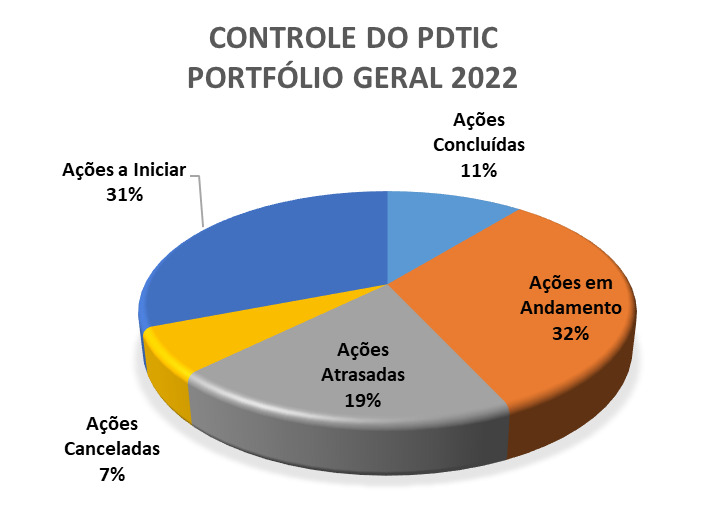 CONTROLE DO PDTIC
PORTFÓLIO GERAL 2022
Ações
Concluídas
11%
Ações a Iniciar
31%
Ações em
Andamento
32%
Ações
Atrasadas
19%
Ações
Canceladas
7%